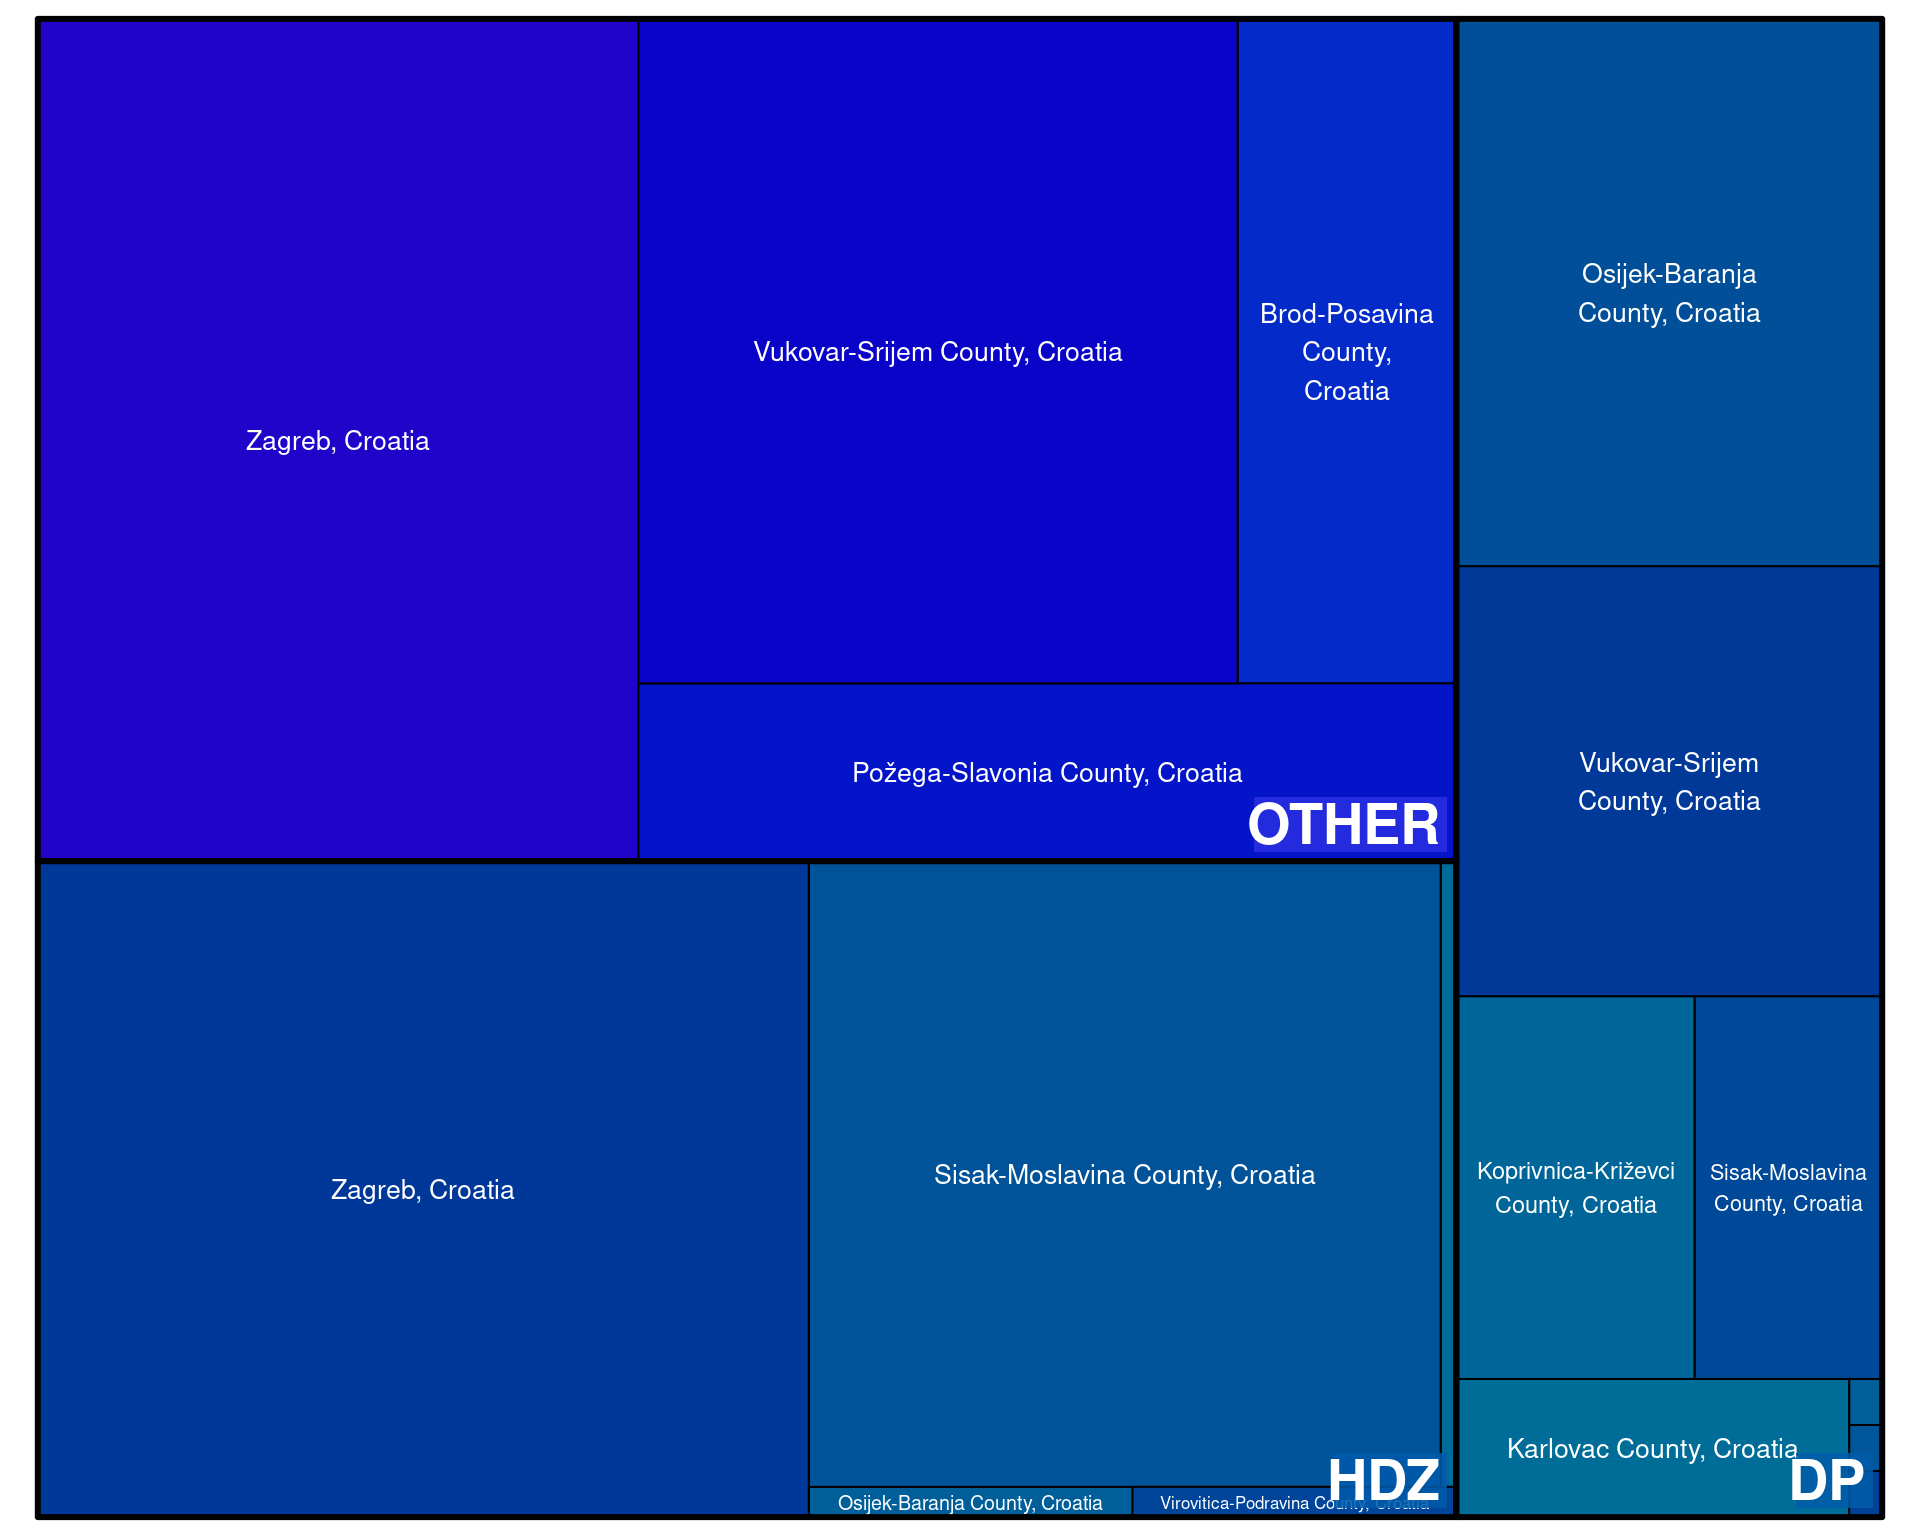 Zagreb, Croatia
Vukovar-Srijem County, Croatia
Brod-Posavina
County,
Croatia
Požega-Slavonia County, Croatia
OTHER
Osijek-Baranja
County, Croatia
Vukovar-Srijem
County, Croatia
Koprivnica-Križevci
County, Croatia
Sisak-Moslavina
County, Croatia
Karlovac County, Croatia
DP
Zagreb, Croatia
Sisak-Moslavina County, Croatia
Osijek-Baranja County, Croatia
Virovitica-Podravina County, Croatia
HDZ